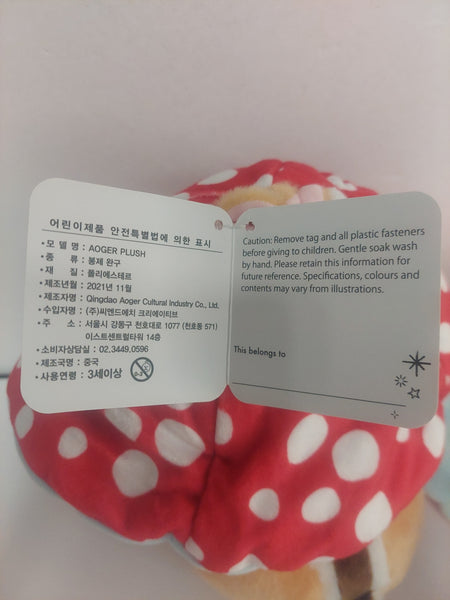 어린이제품 안전특별법에 의한 표시
• 모 델 명 : AOGER PLUSH
• 종 류 : 봉제 완구
• 재 질 : 폴리에스테르
• 제조년월 : 2021년 11월
• 제조자명 : Qingdao Aoger Cultural Industry Co., Ltd.
• 수입자명 : (주)씨앤드에치 크리에이티브
• 주 소 : 서울시 강동구 천호대로 1077 (천호동 571)
이스트센트럴타워 14층
• 소비자상담실 : 02.3449.0596
• 제조국명 : 중국
• 사용연령 : 3세이상
0-3
Caution: Remove tag and all plastic fasteners
before giving to children. Gentle soak wash
by hand. Please retain this information for
future reference. Specifications, colours and
contents may vary from illustrations.
This belongs to